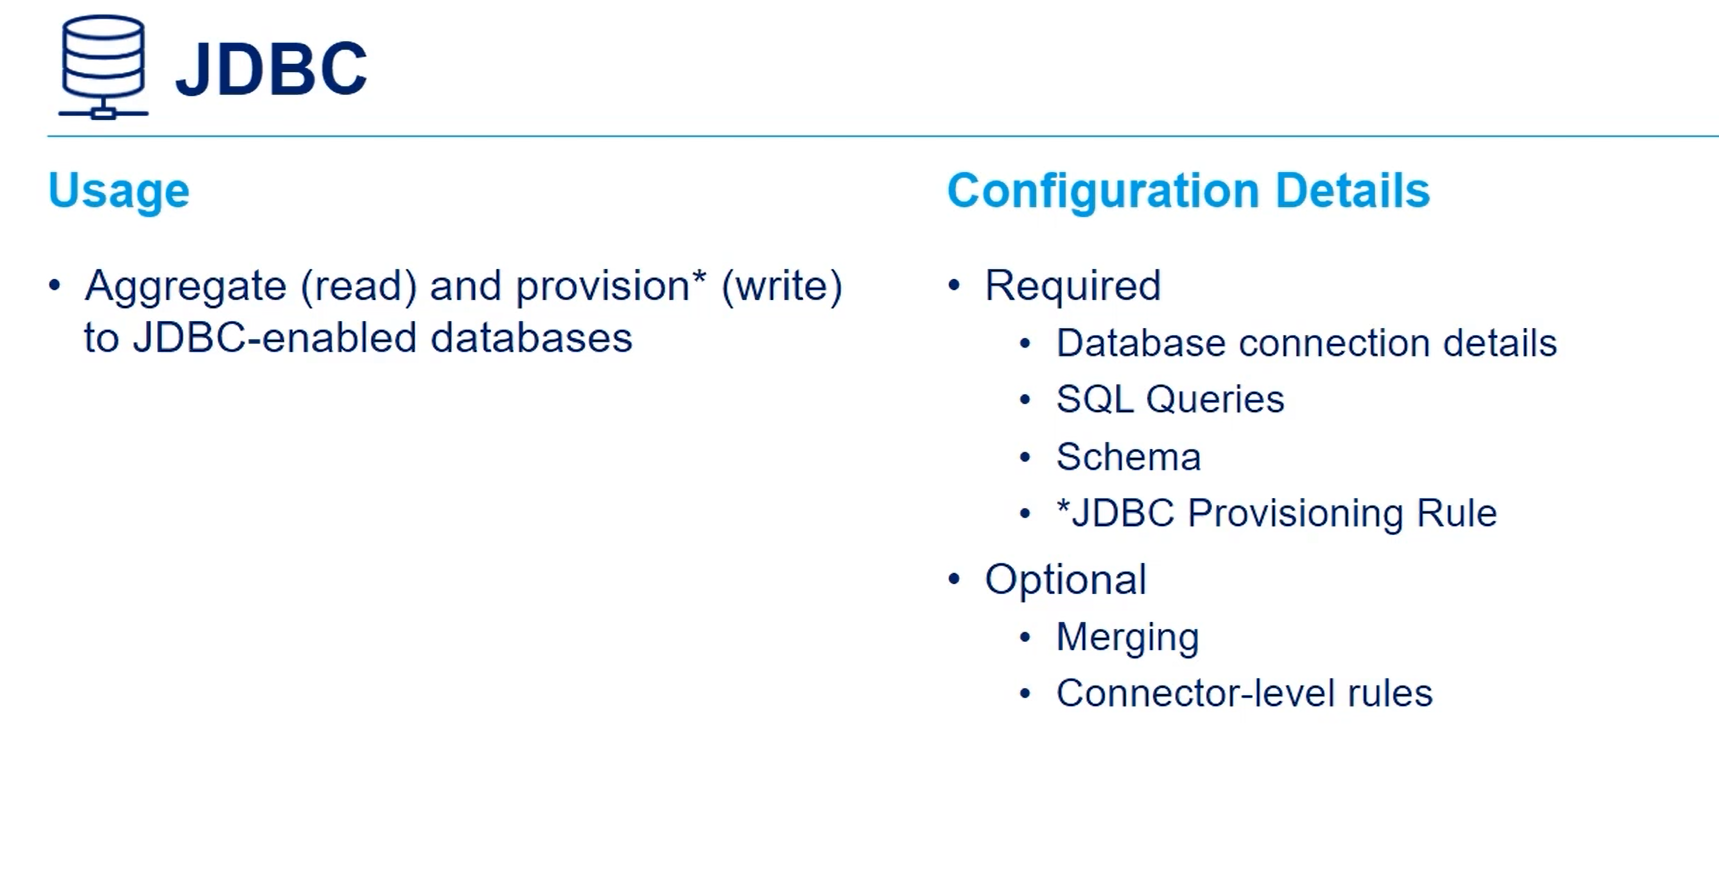 JDBC
Usage
• Aggregate (read) and provision* (write)
to JDBC-enabled databases
Configuration Details
• Required
• Database connection details
• SQL Queries
• Schema
• *JDBC Provisioning Rule
• Optional
• Merging
• Connector-level rules